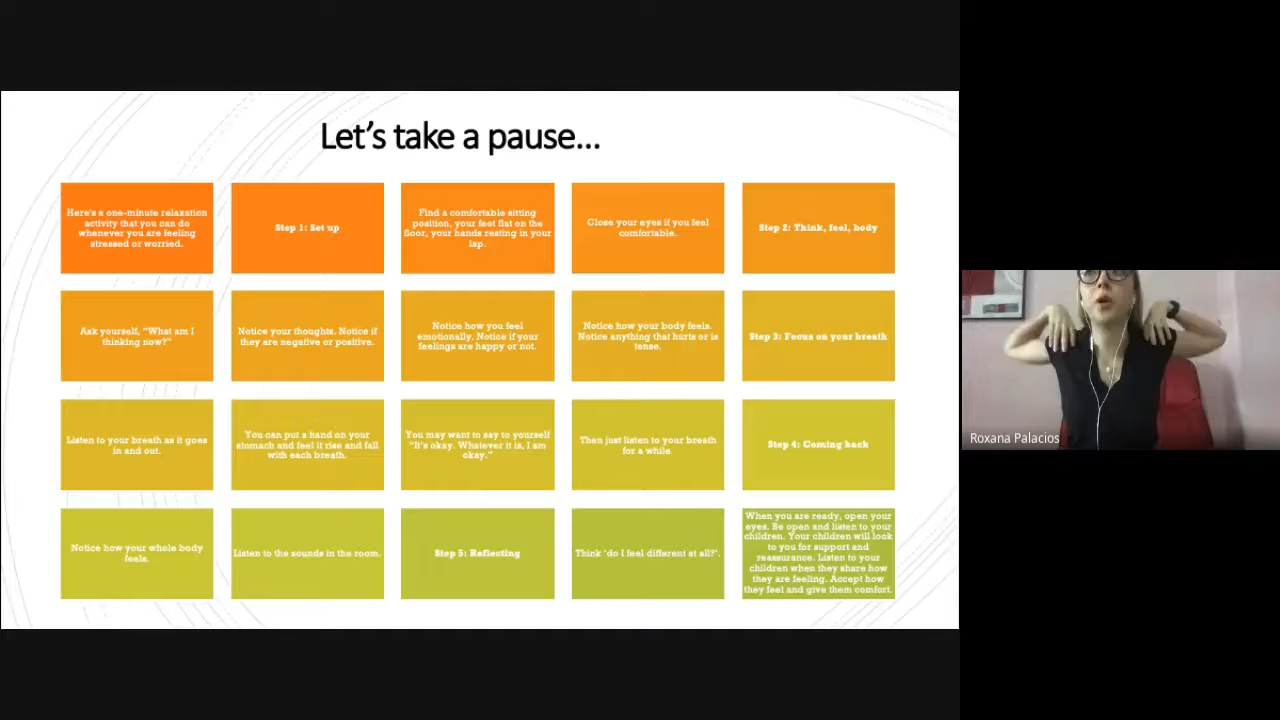 Let's take a pause...
Here's a one-minute relaxation
activity that you can do
whenever you are feeling
stressed or worried.
Step 1: Set up
Find a comfortable sitting
position, your feet flat on the
floor, your hands resting in your
lap.
Close your eyes if you feel
comfortable.
Step 2: Think, feel, body
Ask yourself, "What am I
thinking now?"
Notice your thoughts. Notice if
they are negative or positive.
Notice how you feel
emotionally. Notice if your
feelings are happy or not.
Notice how your body feels.
Notice anything that hurts or is
tense.
Step 3: Focus on your breath
Listen to your breath as it goes
in and out.
You can put a hand on your
stomach and feel it rise and fall
with each breath.
You may want to say to yourself
"It's okay. Whatever it is, I am
okay."
Then just listen to your breath
for a while.
Step 4: Coming back
Notice how your whole body
feels.
Listen to the sounds in the room.
Step 5: Reflecting
Think 'do I feel different at all?'.
When you are ready, open your
eyes. Be open and listen to your
children. Your children will look
to you for support and
reassurance. Listen to your
children when they share how
they are feeling. Accept how
they feel and give them comfort.
Roxana Palacios